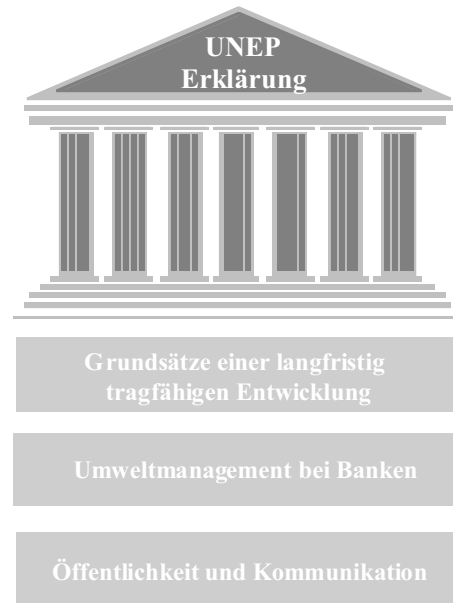 UNEP
Erklärung
Grundsätze einer langfristig
tragfähigen Entwicklung
Umweltmanagement bei Banken
Öffentlichkeit und Kommunikation